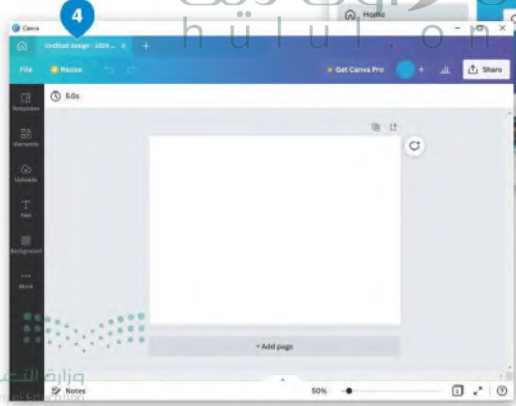 Home
4
Canva
hulul.on
Untitled design - 1024 ...
File
Resize
Get Canva Pro
Share
5.0s
Templates
Elements
Uploads
Text
Background
More
+ Add page
Notes
50%
1